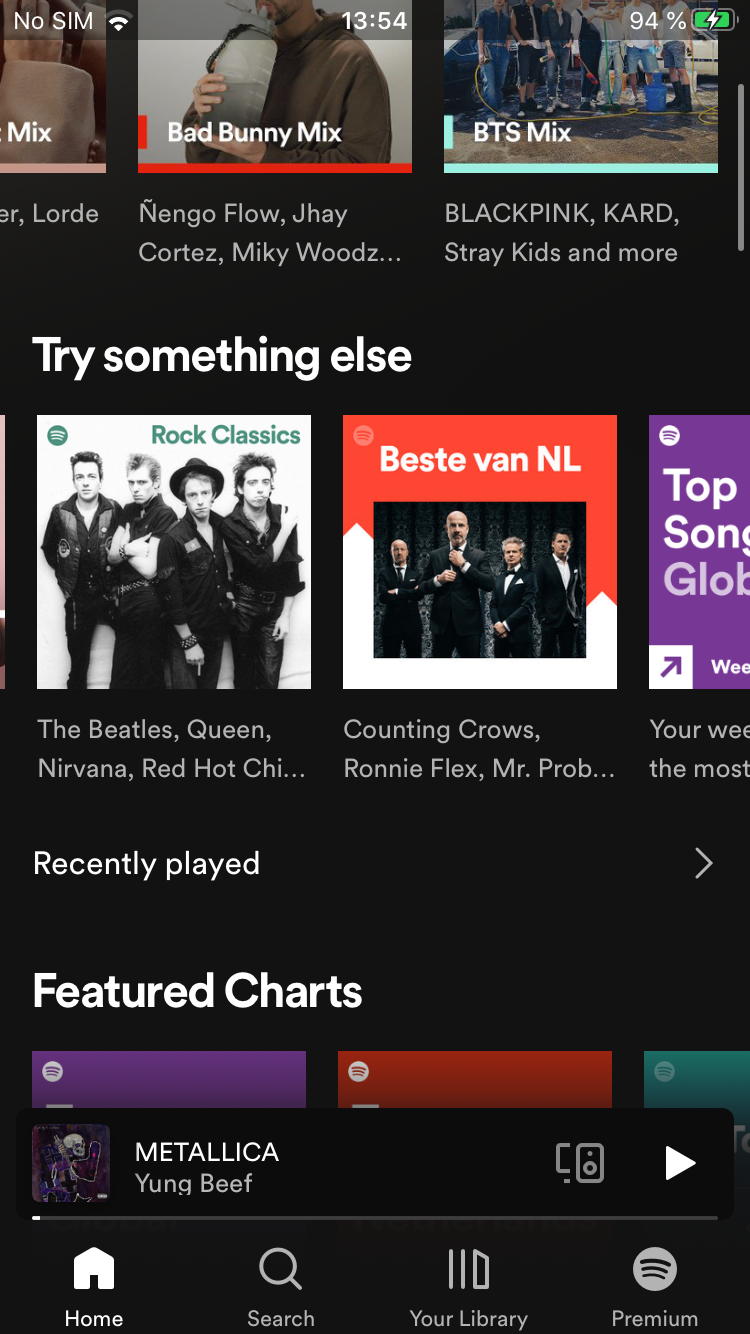 No SIM 13:54 94 %
Mix
Bad Bunny Mix
BTS Mix
er, Lorde
Ñengo Flow, Jhay
Cortez, Miky Woodz...
BLACKPINK, KARD,
Stray Kids and more
Try something else
Rock Classics
Beste van NL
Top
Song
Glob
Wee
The Beatles, Queen,
Nirvana, Red Hot Chi...
Counting Crows,
Ronnie Flex, Mr. Prob...
Your wee
the most
Recently played
Featured Charts
METALLICA
Yung Beef
Home
Search
Your Library
Premium